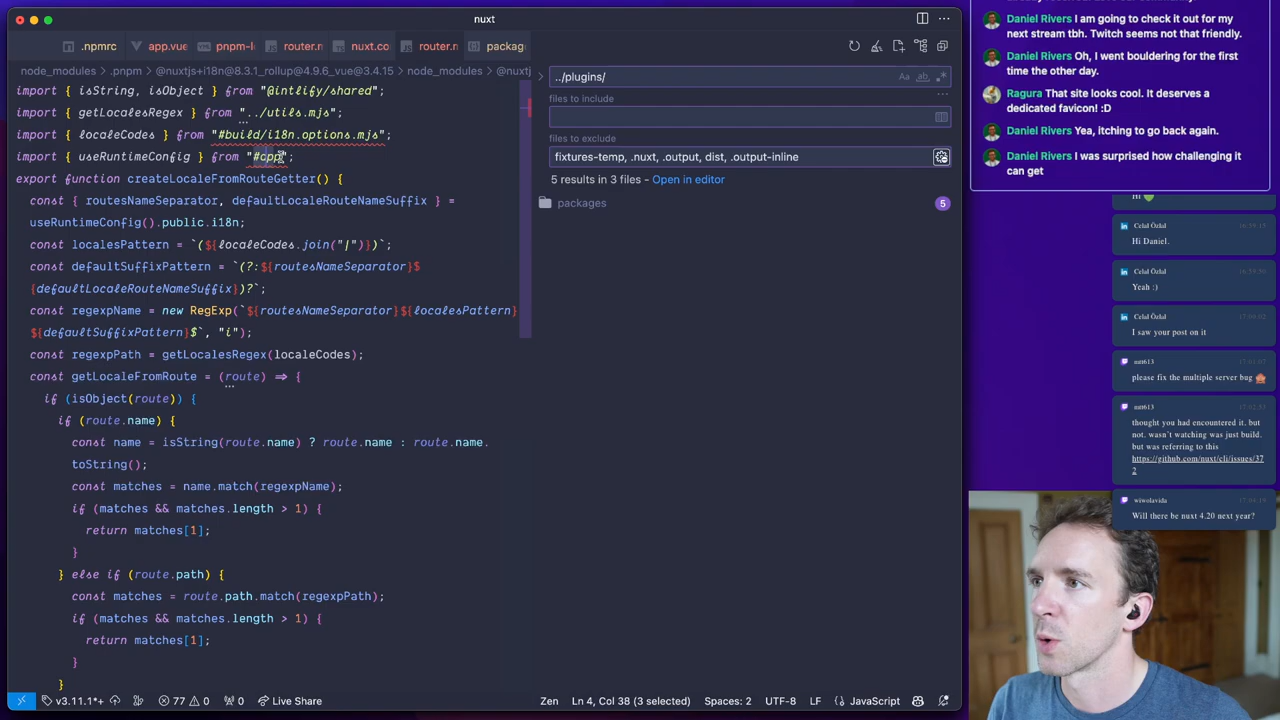 nuxt
.npmrc
app.vue
pnpm-l
router.n
nuxt.co
router.n
packag
node_modules > .pnpm > @nuxtjs+i18n@8.3.1_rollup@4.9.6_vue@3.4.15 > node_modules > @nuxtj
import { isString, isObject } from "@intlify/shared";
import { getLocalesRegex } from "../utils.mjs";
import { localeCodes } from "#build/i18n.options.mjs";
import { useRuntimeConfig } from "#app";
export function createLocaleFromRouteGetter() {
const { routesNameSeparator, defaultLocaleRouteNameSuffix } =
useRuntimeConfig().public.i18n;
const localesPattern = `(${localeCodes.join("|")})`;
const defaultSuffixPattern = `(?:${routesNameSeparator}$
{defaultLocaleRouteNameSuffix})?`;
const regexpName = new RegExp(`${routesNameSeparator}${localesPattern}
${defaultSuffixPattern}$`, "i");
const regexpPath = getLocalesRegex(localeCodes);
const getLocaleFromRoute = (route) => {
if (isObject(route)) {
if (route.name) {
const name = isString(route.name) ? route.name : route.name.
toString();
const matches = name.match(regexpName);
if (matches && matches.length > 1) {
return matches[1];
}
} else if (route.path) {
const matches = route.path.match(regexpPath);
if (matches && matches.length > 1) {
return matches[1];
}
}
../plugins/
Aa
ab
.*
files to include
files to exclude
fixtures-temp, .nuxt, .output, dist, .output-inline
5 results in 3 files - Open in editor
packages
5
v3.11.1*+
77
0
0
Live Share
Zen
Ln 4, Col 38 (3 selected)
Spaces: 2
UTF-8
LF
JavaScript
Daniel Rivers I am going to check it out for my
next stream tbh. Twitch seems not that friendly.
Daniel Rivers Oh, I went bouldering for the first
time the other day.
Ragura That site looks cool. It deserves a
dedicated favicon! :D
Daniel Rivers Yea, itching to go back again.
Daniel Rivers I was surprised how challenging it
can get
Hi
Celal Özlal
16:59:15
Hi Daniel.
Celal Özlal
Yeah :)
Celal Özlal
I saw your post on it
nutt613
please fix the multiple server bug
nutt613
thought you had encountered it. but
not. wasn't watching was just build.
but was referring to this
https://github.com/nuxt/cli/issues/37
2
wiwolavida
Will there be nuxt 4.20 next year?